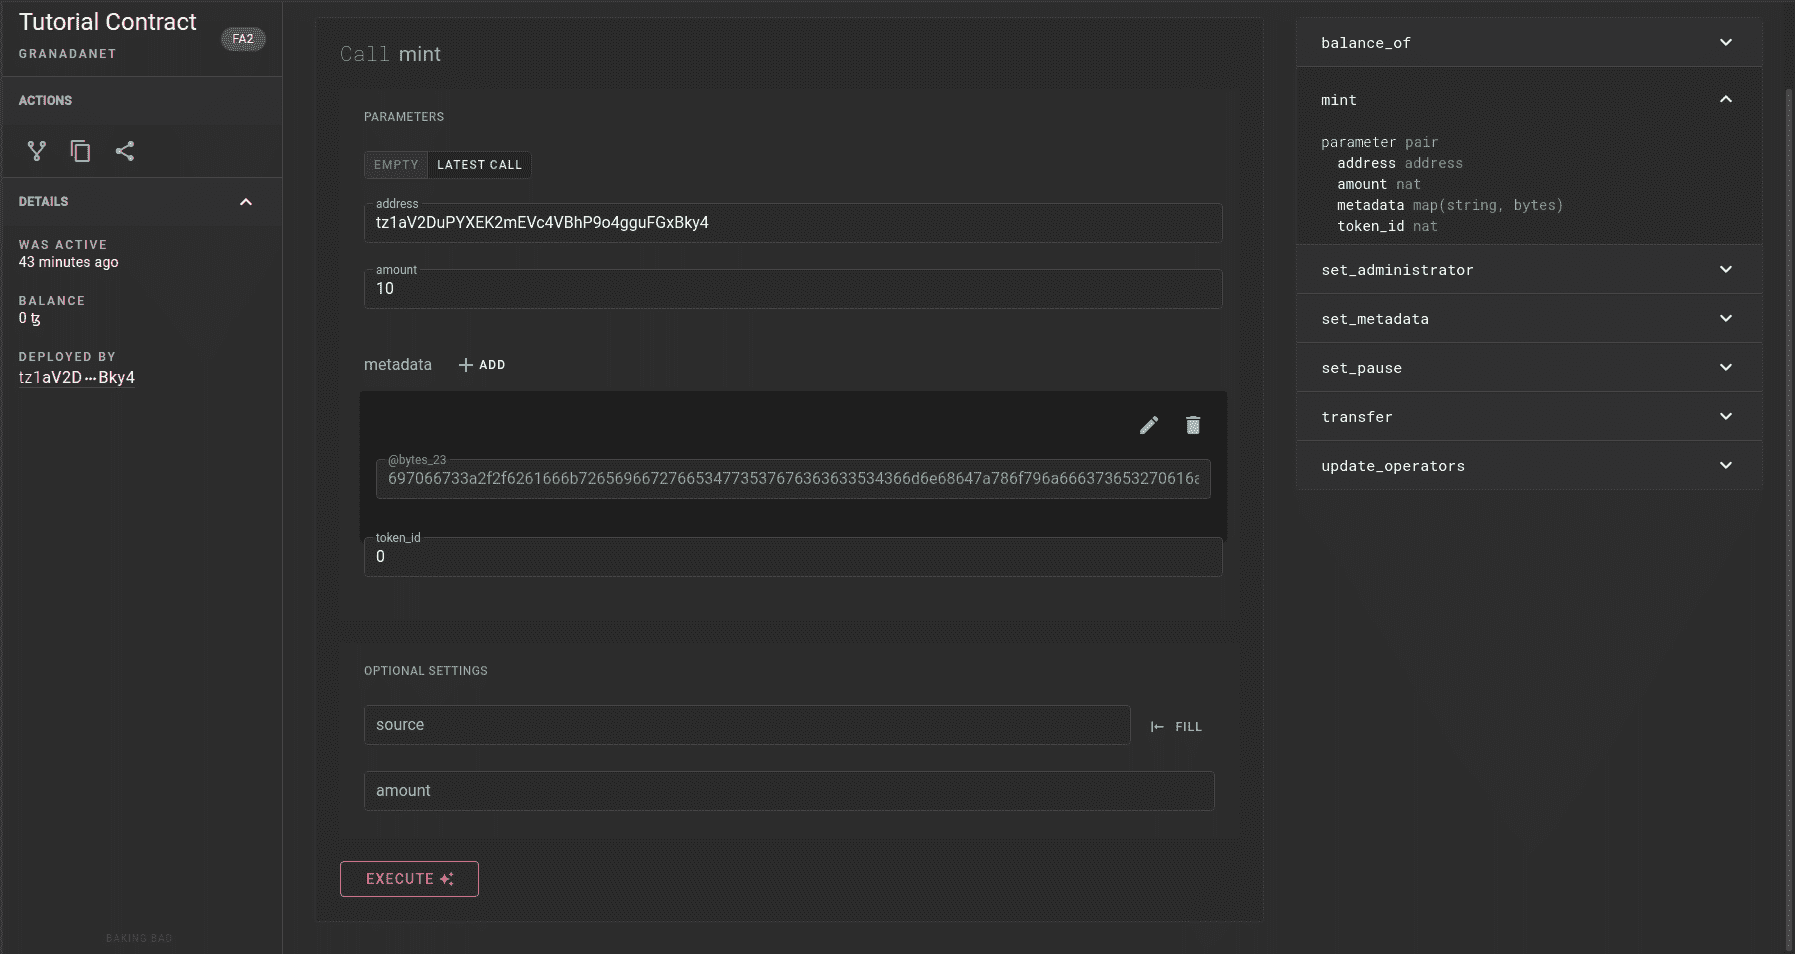 Tutorial Contract
FA2
GRANADANET
ACTIONS
DETAILS
WAS ACTIVE
43 minutes ago
BALANCE
0 ꜩ
DEPLOYED BY
tz1aV2D···Bky4
BAKING BAD
Call mint
PARAMETERS
EMPTY LATEST CALL
address
tz1aV2DuPYXEK2mEVc4VBhP9o4gguFGxBky4
amount
10
metadata + ADD
@bytes_23
token_id
0
OPTIONAL SETTINGS
source
FILL
amount
EXECUTE
balance_of
mint
parameter pair
address address
amount nat
metadata map(string, bytes)
token_id nat
set_administrator
set_metadata
set_pause
transfer
update_operators